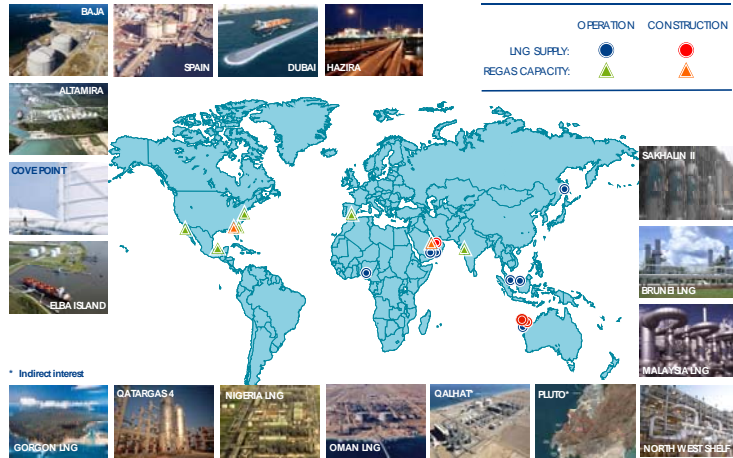 BAJA
SPAIN
DUBAI
HAZIRA
OPERATION CONSTRUCTION
LNG SUPPLY:
REGAS CAPACITY:
ALTAMIRA
COVE POINT
ELBA ISLAND
SAKHALIN II
BRUNEI LNG
MALAYSIA LNG
* Indirect interest
GORGON LNG
QATARGAS 4
NIGERIA LNG
OMAN LNG
QALHAT*
PLUTO*
NORTH WEST SHELF